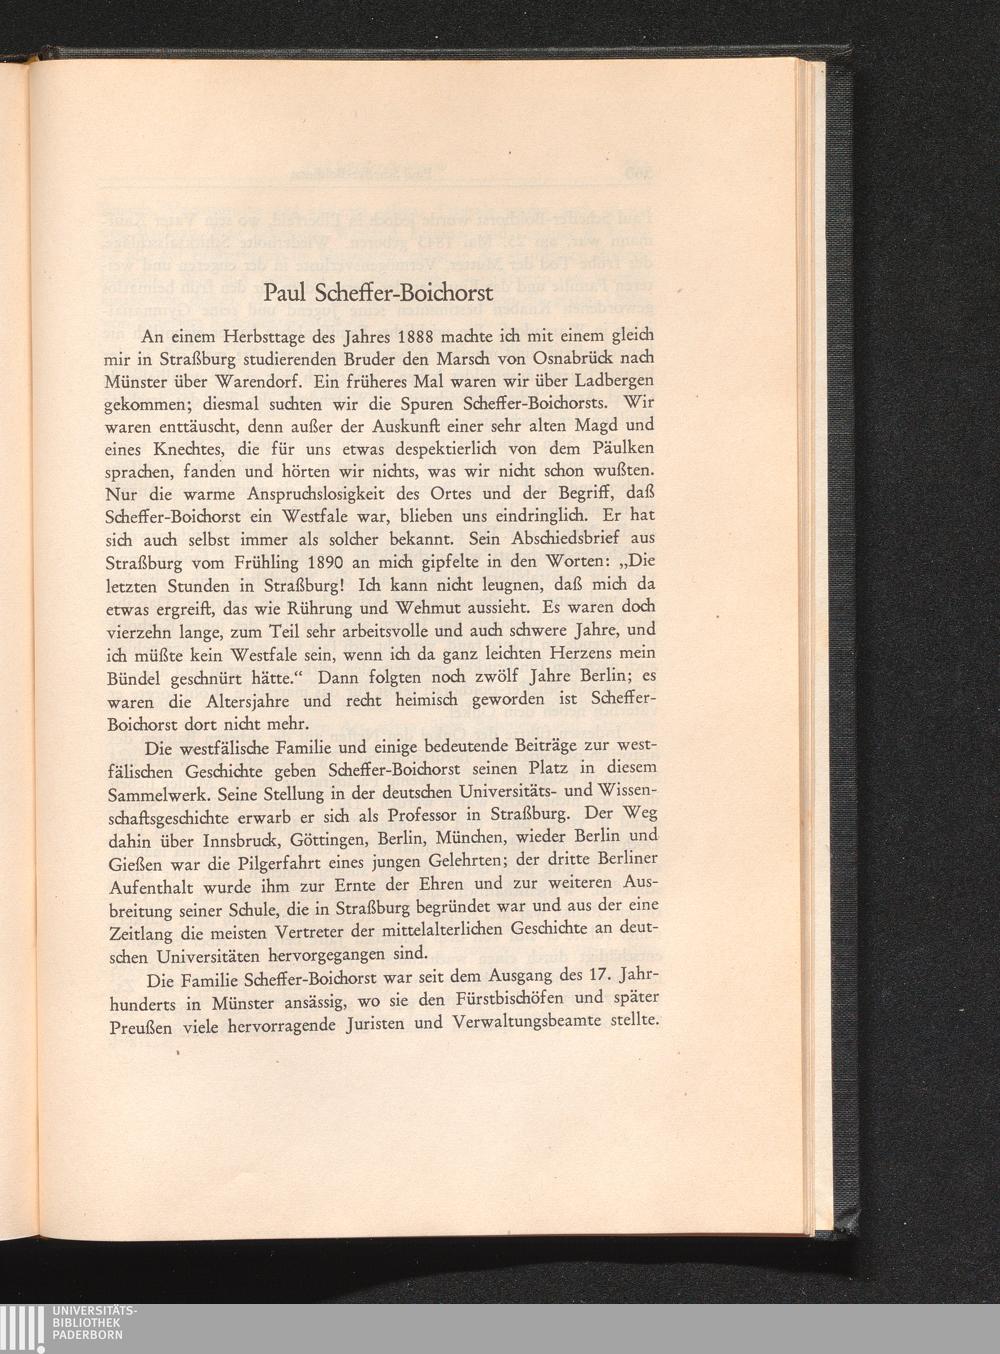 Paul Scheffer-Boichorst
An einem Herbsttage des Jahres 1888 machte ich mit einem gleich
mir in Straßburg studierenden Bruder den Marsch von Osnabrück nach
Münster über Warendorf. Ein früheres Mal waren wir über Ladbergen
gekommen; diesmal suchten wir die Spuren Scheffer-Boichorsts. Wir
waren enttäuscht, denn außer der Auskunft einer sehr alten Magd und
eines Knechtes, die für uns etwas despektierlich von dem Päulken
sprachen, fanden und hörten wir nichts, was wir nicht schon wußten.
Nur die warme Anspruchslosigkeit des Ortes und der Begriff, daß
Scheffer-Boichorst ein Westfale war, blieben uns eindringlich. Er hat
sich auch selbst immer als solcher bekannt. Sein Abschiedsbrief aus
Straßburg vom Frühling 1890 an mich gipfelte in den Worten: „Die
letzten Stunden in Straßburg! Ich kann nicht leugnen, daß mich da
etwas ergreift, das wie Rührung und Wehmut aussieht. Es waren doch
vierzehn lange, zum Teil sehr arbeitsvolle und auch schwere Jahre, und
ich müßte kein Westfale sein, wenn ich da ganz leichten Herzens mein
Bündel geschnürt hätte.“ Dann folgten noch zwölf Jahre Berlin; es
waren die Altersjahre und recht heimisch geworden ist Scheffer-
Boichorst dort nicht mehr.
Die westfälische Familie und einige bedeutende Beiträge zur west-
fälischen Geschichte geben Scheffer-Boichorst seinen Platz in diesem
Sammelwerk. Seine Stellung in der deutschen Universitäts- und Wissen-
schaftsgeschichte erwarb er sich als Professor in Straßburg. Der Weg
dahin über Innsbruck, Göttingen, Berlin, München, wieder Berlin und
Gießen war die Pilgerfahrt eines jungen Gelehrten; der dritte Berliner
Aufenthalt wurde ihm zur Ernte der Ehren und zur weiteren Aus-
breitung seiner Schule, die in Straßburg begründet war und aus der eine
Zeitlang die meisten Vertreter der mittelalterlichen Geschichte an deut-
schen Universitäten hervorgegangen sind.
Die Familie Scheffer-Boichorst war seit dem Ausgang des 17. Jahr-
hunderts in Münster ansässig, wo sie den Fürstbischöfen und später
Preußen viele hervorragende Juristen und Verwaltungsbeamte stellte.
UNIVERSITÄTS-
BIBLIOTHEK
PADERBORN